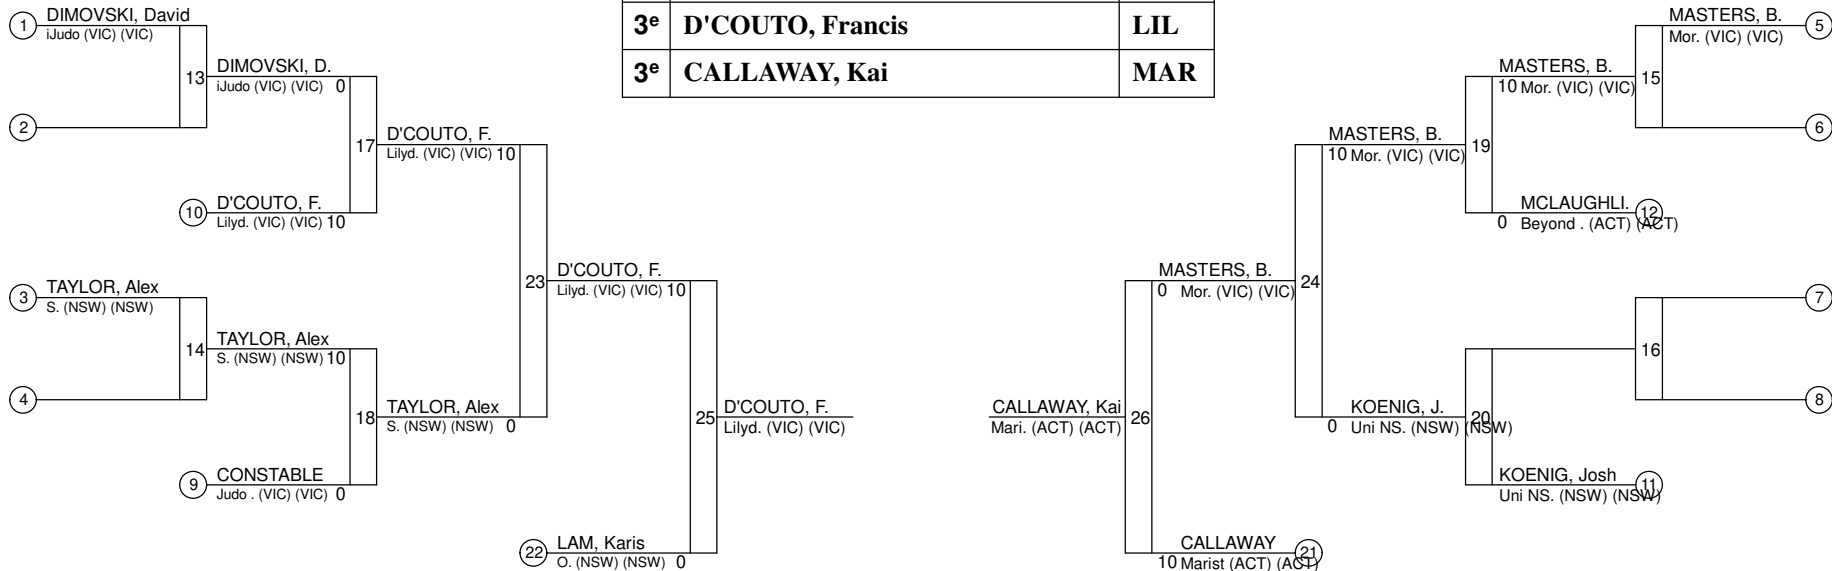 3e D'COUTO, Francis LIL
3e CALLAWAY, Kai MAR
1 DIMOVSKI, David
iJudo (VIC) (VIC)
13
2
DIMOVSKI, D.
iJudo (VIC) (VIC) 0
17
10 D'COUTO, F.
Lilyd. (VIC) (VIC) 10
D'COUTO, F.
Lilyd. (VIC) (VIC) 10
23
3 TAYLOR, Alex
S. (NSW) (NSW)
14
4
TAYLOR, Alex
S. (NSW) (NSW) 10
18
9 CONSTABLE
Judo . (VIC) (VIC) 0
TAYLOR, Alex
S. (NSW) (NSW) 0
D'COUTO, F.
Lilyd. (VIC) (VIC) 10
25
22 LAM, Karis
O. (NSW) (NSW) 0
D'COUTO, F.
Lilyd. (VIC) (VIC)
MASTERS, B. 5
Mor. (VIC) (VIC)
15
6
MASTERS, B.
10 Mor. (VIC) (VIC)
19
MCLAUGHLI. 12
0 Beyond . (ACT) (ACT)
MASTERS, B.
10 Mor. (VIC) (VIC)
24
7
16
8
20
KOENIG, Josh 11
Uni NS. (NSW) (NSW)
KOENIG, J.
0 Uni NS. (NSW) (NSW)
MASTERS, B.
0 Mor. (VIC) (VIC)
26
CALLAWAY 21
10 Marist (ACT) (ACT)
CALLAWAY, Kai
Mari. (ACT) (ACT)